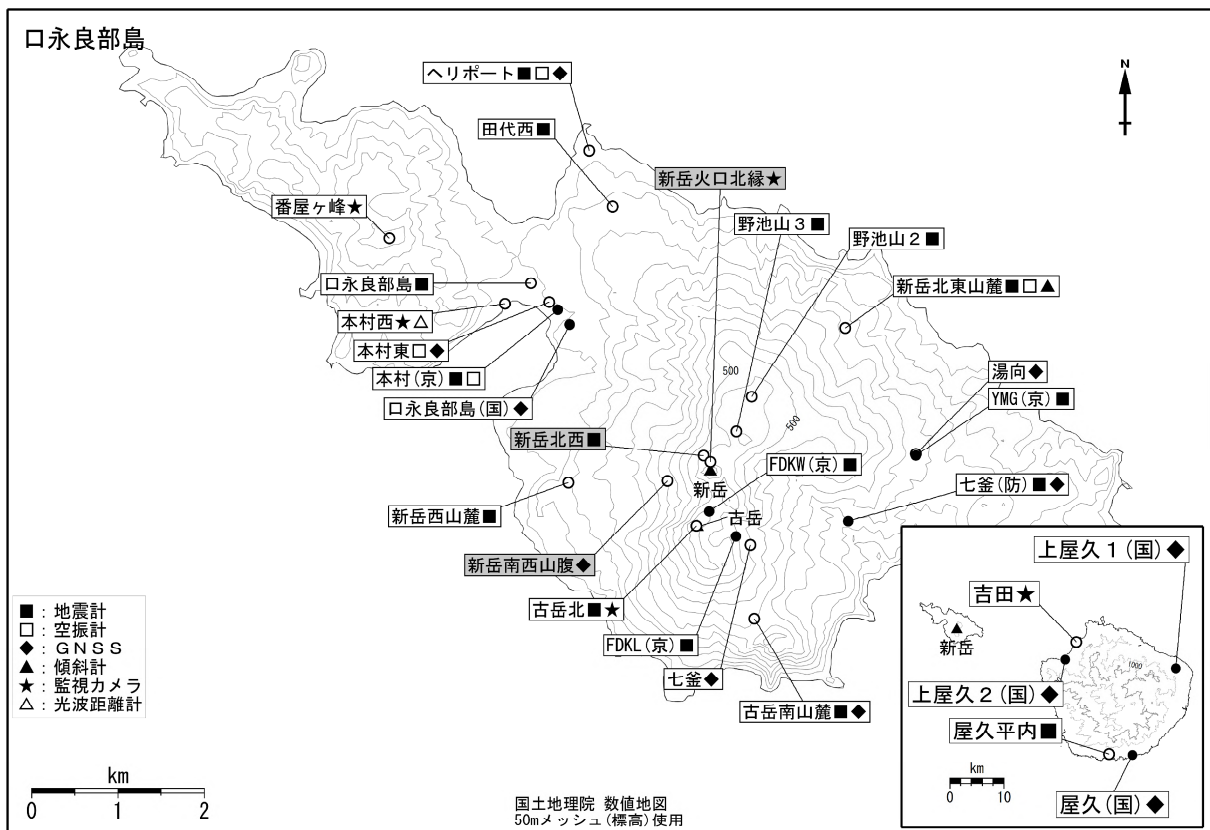 口永良部島
N
ヘリポート■□◆
田代西■
新岳火口北縁★
番屋ヶ峰★
野池山3■
野池山2■
口永良部島■
新岳北東山麓■□▲
本村西★△
本村東□◆
本村(京)■□
口永良部島(国)◆
500
500
湯向◆
YMG(京)■
新岳北西■
FDKW(京)■
新岳
七釜(防)■◆
新岳西山麓■
古岳
新岳南西山腹◆
古岳北■★
FDKL(京)■
七釜◆
古岳南山麓■◆
上屋久1(国)◆
吉田★
新岳
1000
上屋久2(国)◆
屋久平内■
屋久(国)◆
km
0 10
■:地震計
□:空振計
◆:GNSS
▲:傾斜計
★:監視カメラ
△:光波距離計
km
0 1 2
国土地理院 数値地図
50mメッシュ(標高)使用